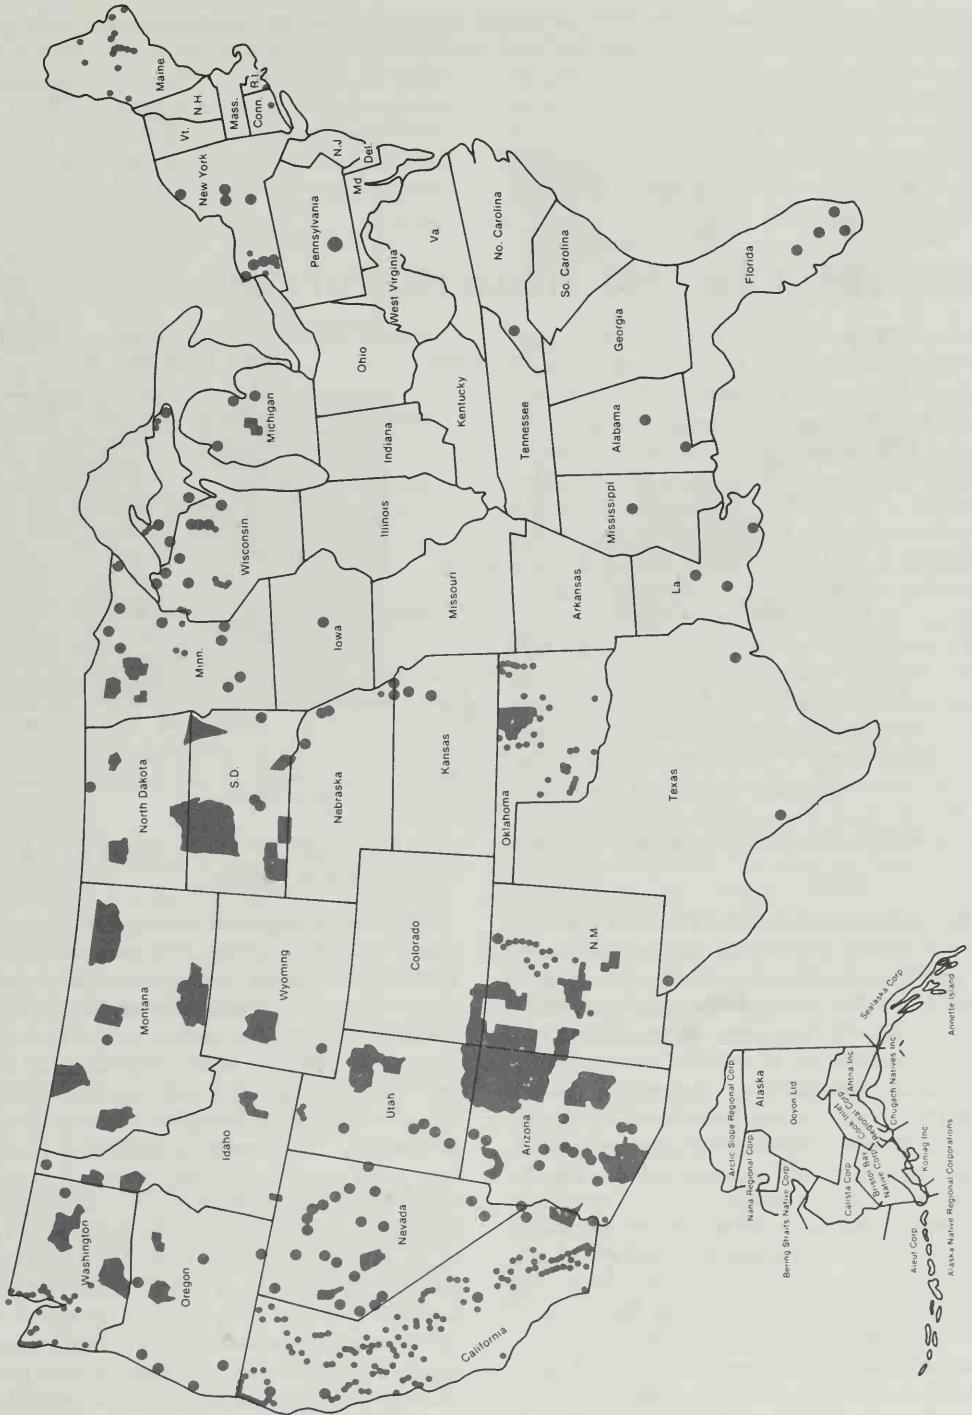 Washington
Oregon
California
Nevada
Idaho
Montana
Wyoming
Utah
Arizona
Colorado
N.M.
North Dakota
S.D.
Nebraska
Kansas
Oklahoma
Texas
Minn.
Iowa
Missouri
Arkansas
La
Wisconsin
Illinois
Michigan
Indiana
Ohio
Kentucky
Tennessee
Mississippi
Alabama
Georgia
Florida
So. Carolina
No. Carolina
Va.
West Virginia
Md
Del.
N.J
Pennsylvania
New York
Vt.
N.H
Maine
Mass.
Conn.
R.I.
Arctic Slope Regional Corp
Nana Regional Corp
Bering Straits Native Corp
Alaska
Doyon Ltd
Calista Corp
Bristol Bay
Native Corp
Cook Inlet
Regional Corp
Ahtna Inc
Chugach Natives Inc
Koniag Inc
Aleut Corp
Sealaska Corp
Annette Island
Alaska Native Regional Corporations